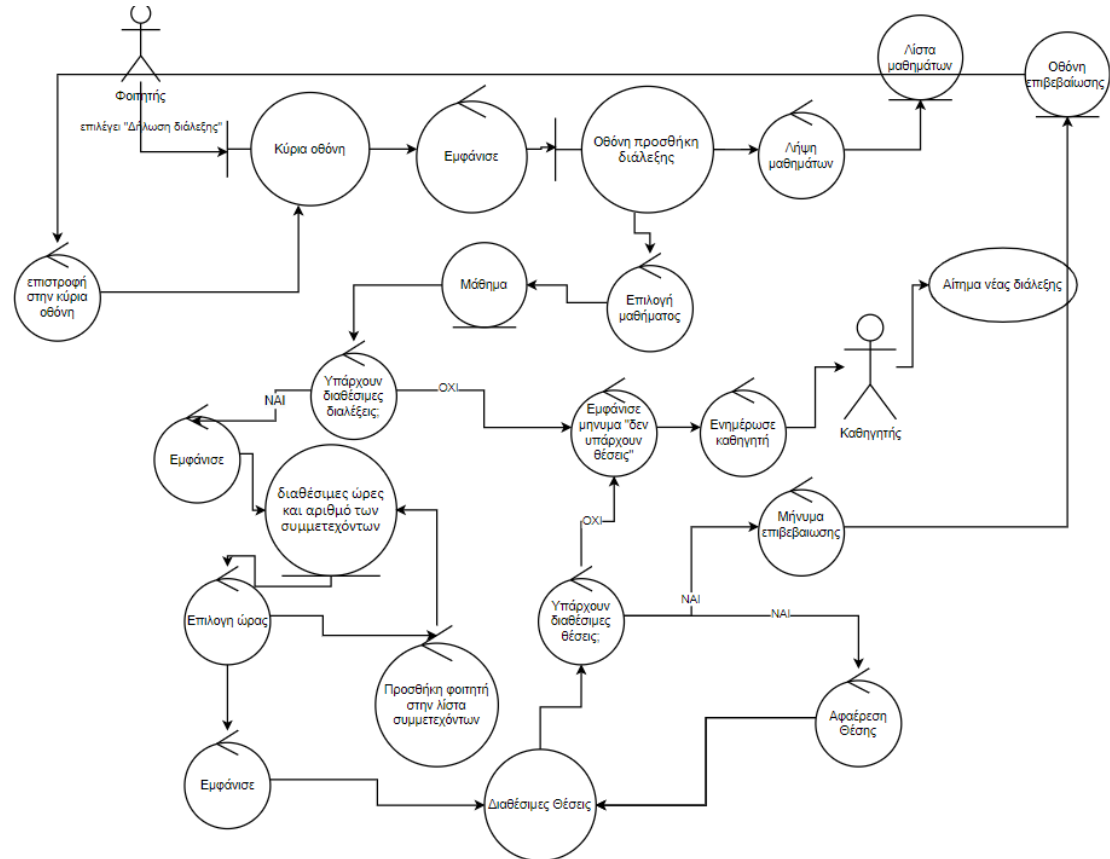 Φοιτητής
επιλέγει "Δήλωση διάλεξης"
Κύρια οθόνη
Εμφάνισε
Οθόνη προσθήκη
διάλεξης
Λήψη
μαθημάτων
Λίστα
μαθημάτων
Οθόνη
επιβεβαίωσης
επιστροφή
στην κύρια
οθόνη
Μάθημα
Επιλογή
μαθήματος
Αίτημα νέας διάλεξης
Υπάρχουν
διαθέσιμες
διαλέξεις;
ΝΑΙ
ΟΧΙ
Εμφάνισε
Εμφάνισε
μηνυμα "δεν
υπάρχουν
θέσεις"
Ενημέρωσε
καθηγητή
Καθηγητής
διαθέσιμες ώρες
και αριθμό των
συμμετεχόντων
Μήνυμα
επιβεβαιωσης
ΟΧΙ
Επιλογη ώρας
Υπάρχουν
διαθέσιμες
θέσεις;
ΝΑΙ
ΝΑΙ
Προσθήκη φοιτητή
στην λίστα
συμμετεχόντων
Αφαέρεση
Θέσης
Εμφάνισε
Διαθέσιμες Θέσεις